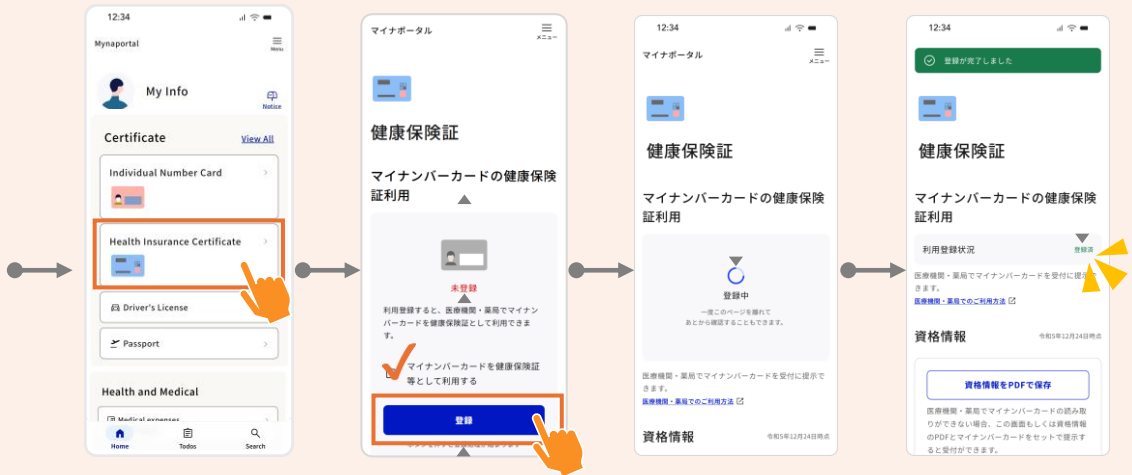 12:34
Mynaportal
Menu
My Info
Notice
Certificate
View All
Individual Number Card
Health Insurance Certificate
Driver's License
Passport
Health and Medical
Medical expenses
Home
Todos
Search
マイナポータル
メニュー
健康保険証
マイナンバーカードの健康保険
証利用
未登録
利用登録すると、医療機関・薬局でマイナン
バーカードを健康保険証として利用できま
す。
マイナンバーカードを健康保険証
等として利用する
登録
12:34
マイナポータル
メニュー
健康保険証
マイナンバーカードの健康保険
証利用
登録中
一度このページを離れて
あとから確認することもできます。
医療機関・薬局でマイナンバーカードを受付に提示で
きます。
医療機関・薬局でのご利用方法
資格情報
令和5年12月24日時点
12:34
登録が完了しました
健康保険証
マイナンバーカードの健康保険
証利用
利用登録状況
登録済
医療機関・薬局でマイナンバーカードを受付に提示
きます。
医療機関・薬局でのご利用方法
資格情報
令和5年12月24日時点
資格情報をPDFで保存
医療機関・薬局でマイナンバーカードの読み取
りができない場合、この画面もしくは資格情報
のPDFとマイナンバーカードをセットで提示す
ると受付ができます。